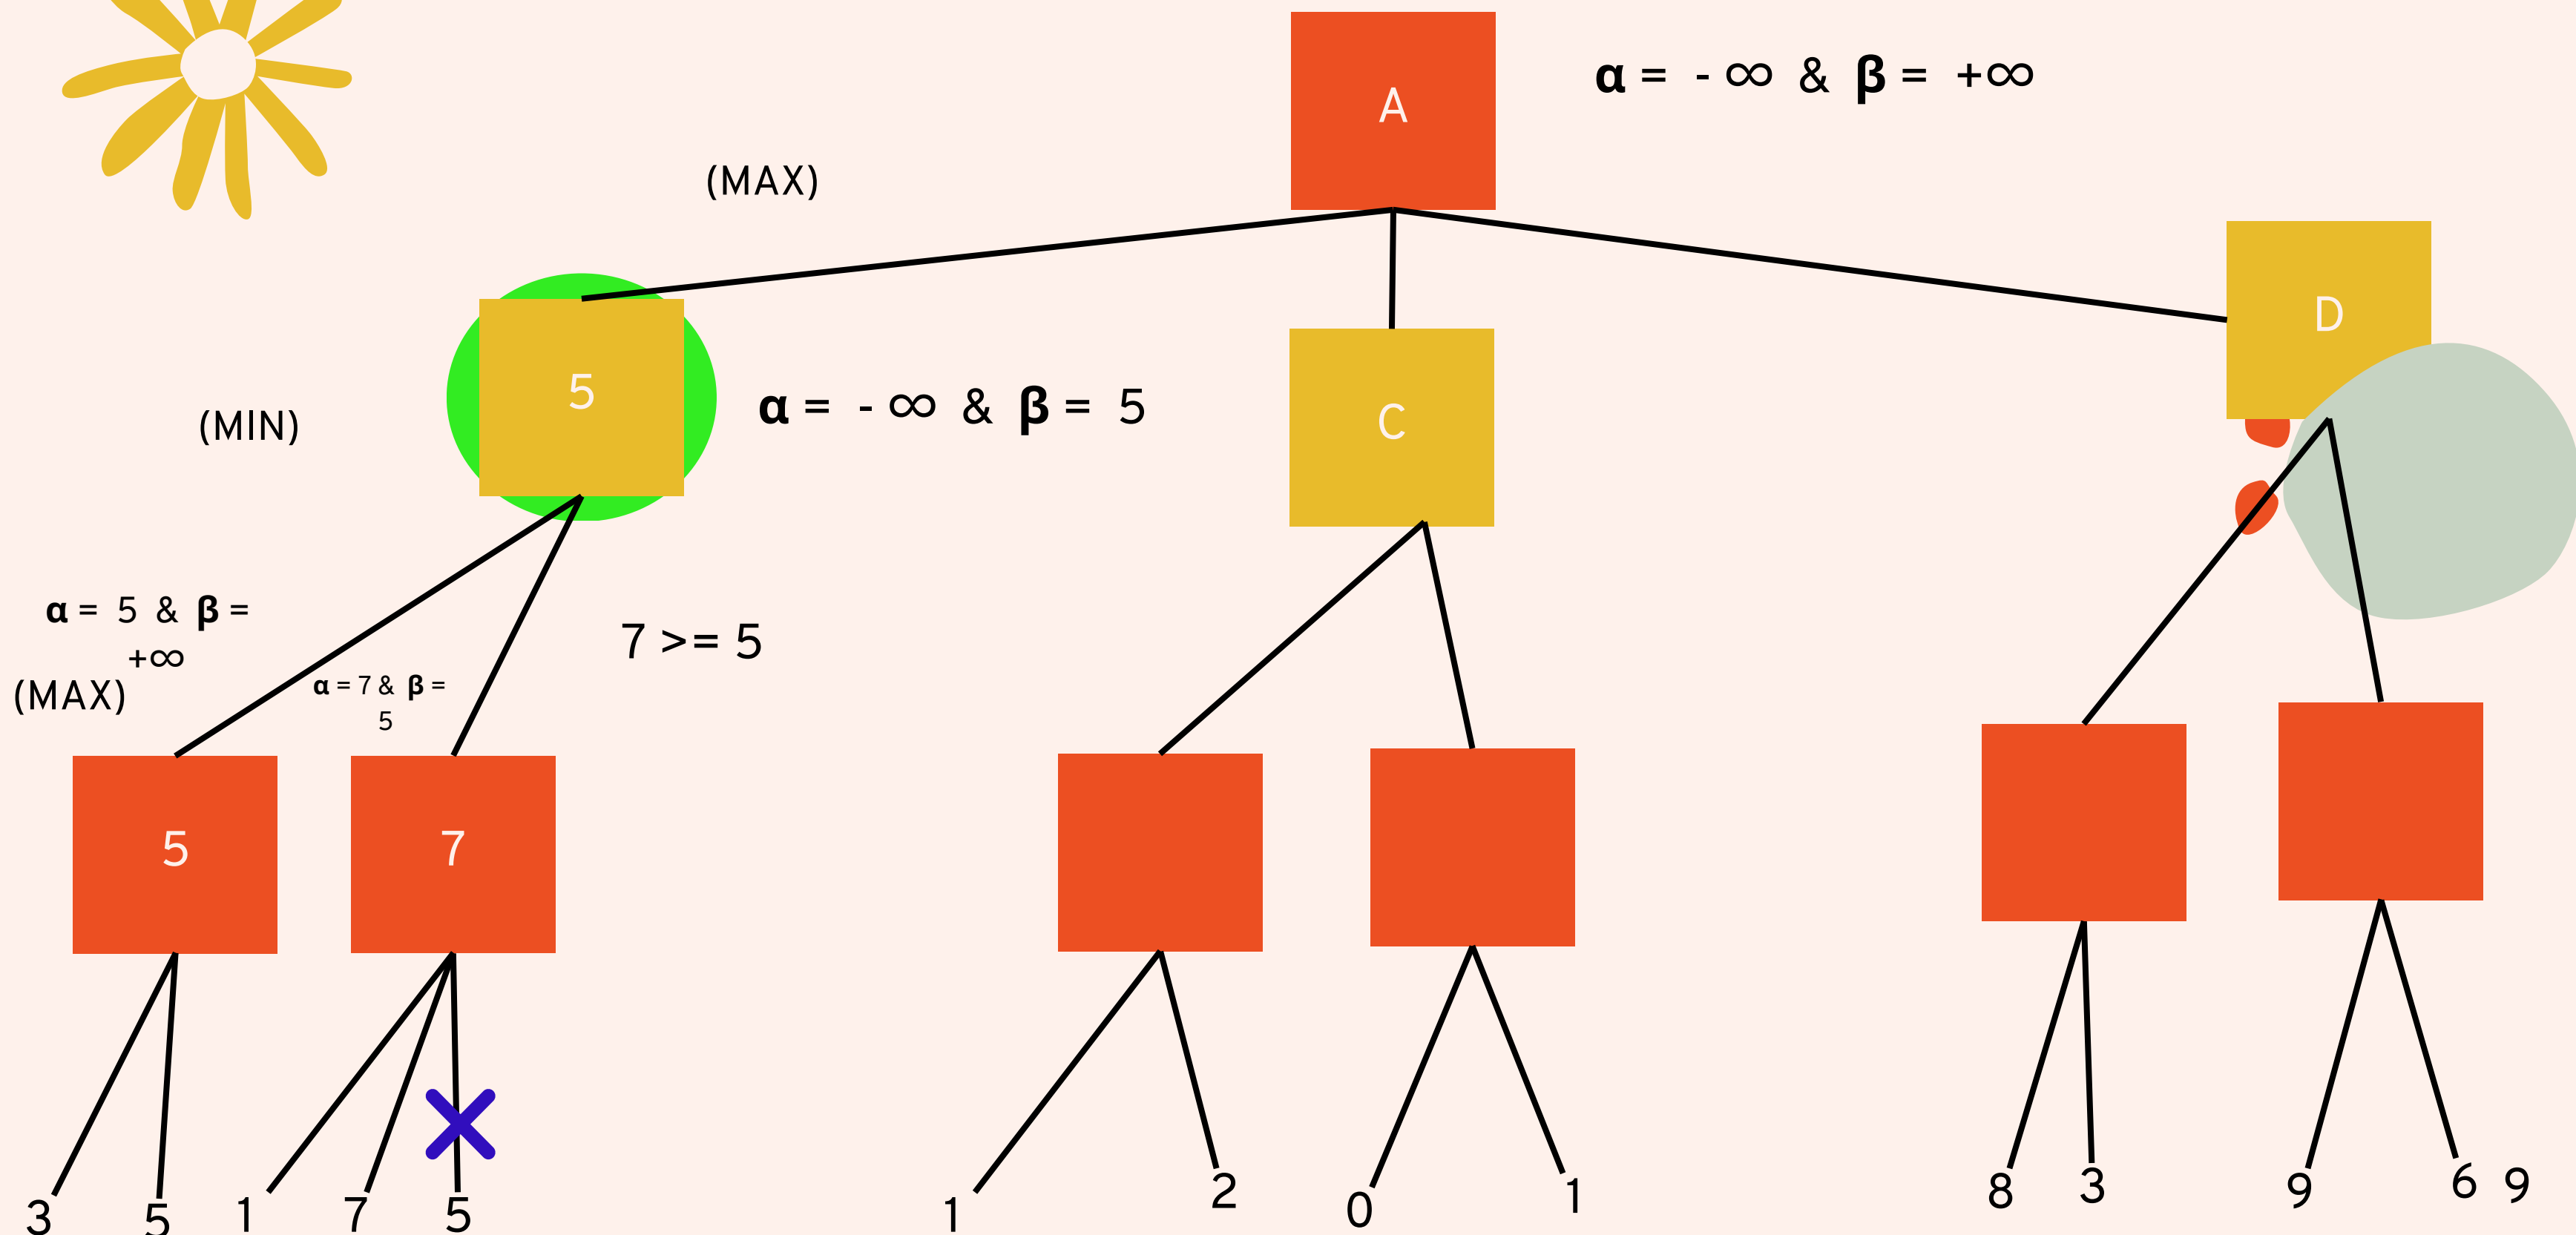 A
α = - ∞ & β = +∞
(MAX)
D
5
α = - ∞ & β = 5
C
(MIN)
α = 5 & β =
+∞
7 >= 5
(MAX)
α = 7 & β =
5
5
7
3 5 1 7 5 1 2 0 1 8 3 9 6 9